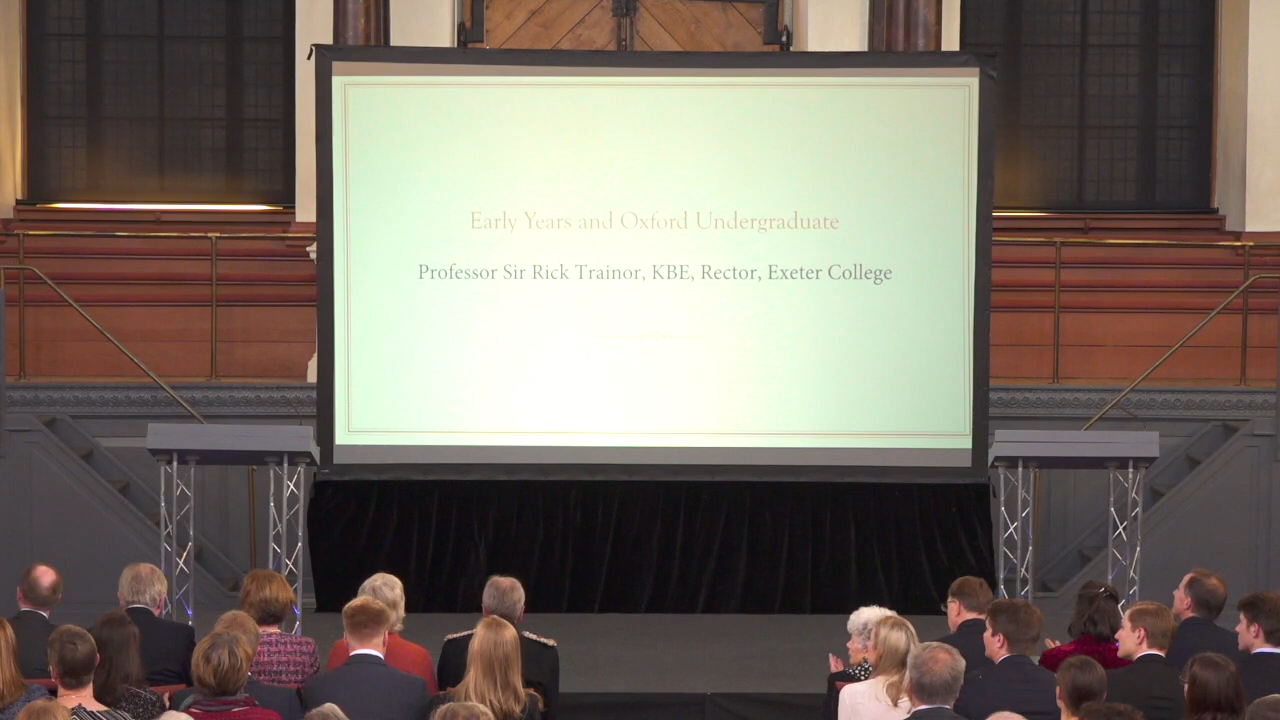 Early Years and Oxford Undergraduate
Professor Sir Rick Trainor, KBE, Rector, Exeter College